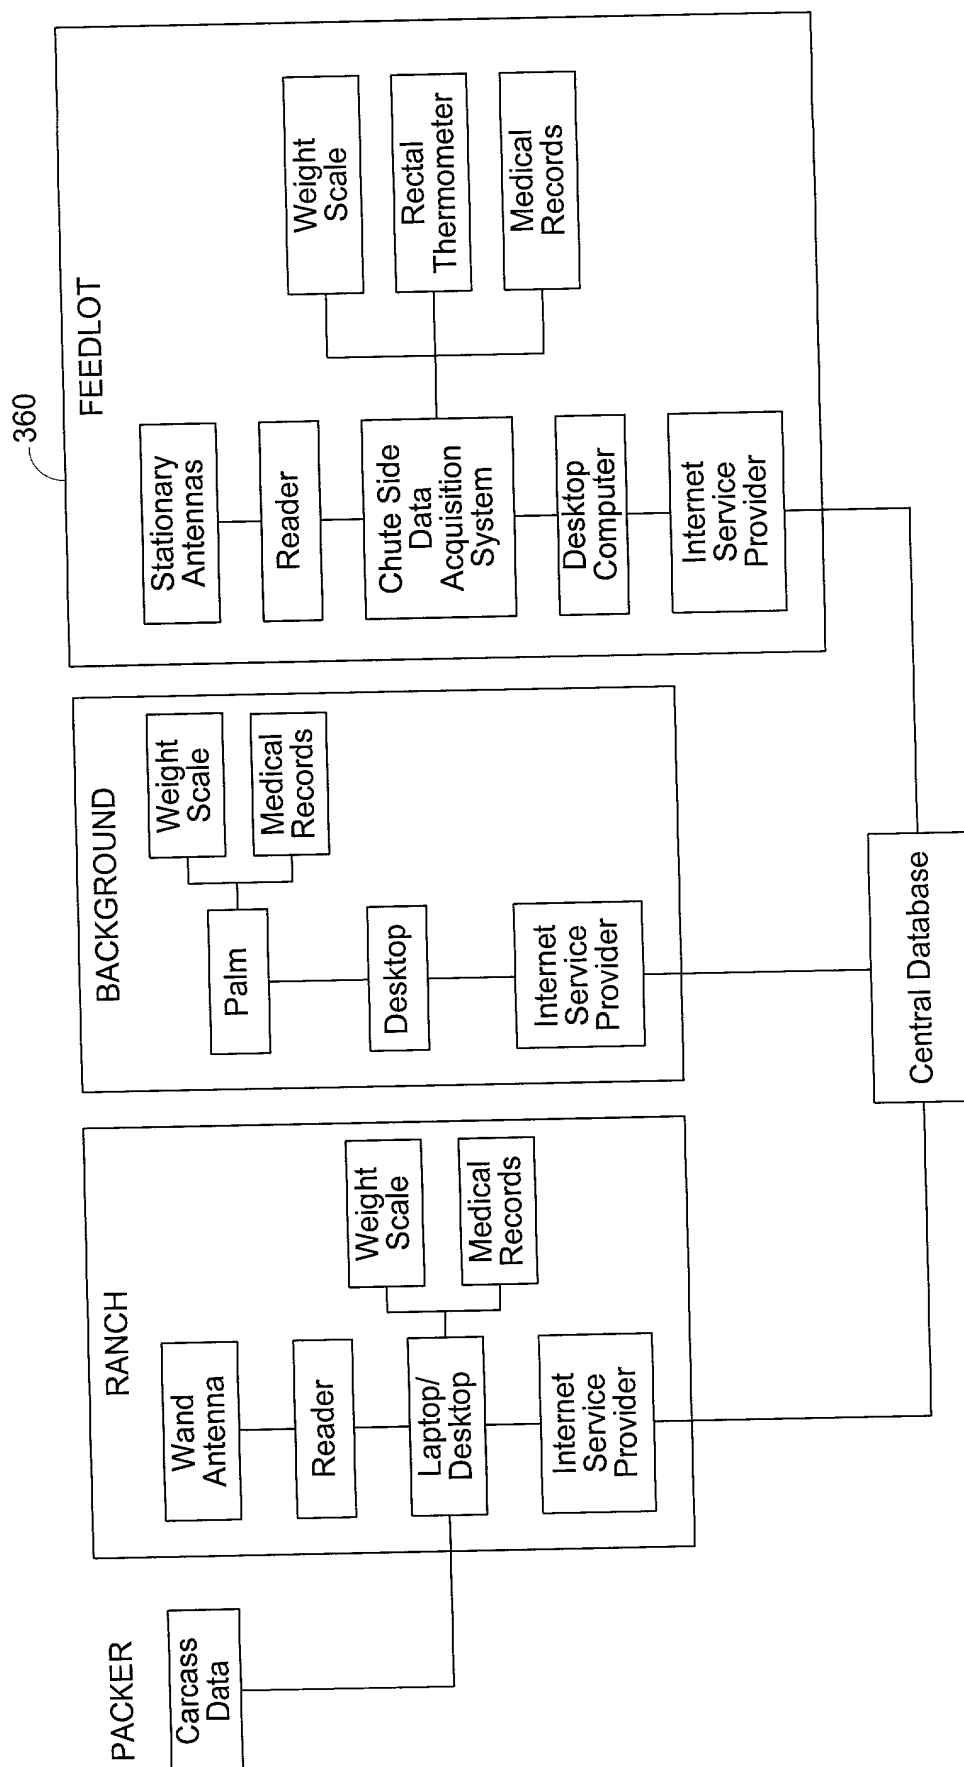 PACKER
Carcass
Data
RANCH
Wand
Antenna
Reader
Laptop/
Desktop
Weight
Scale
Medical
Records
Internet
Service
Provider
BACKGROUND
Palm
Weight
Scale
Medical
Records
Desktop
Internet
Service
Provider
360
FEEDLOT
Stationary
Antennas
Reader
Chute Side
Data
Acquisition
System
Weight
Scale
Rectal
Thermometer
Medical
Records
Desktop
Computer
Internet
Service
Provider
Central Database